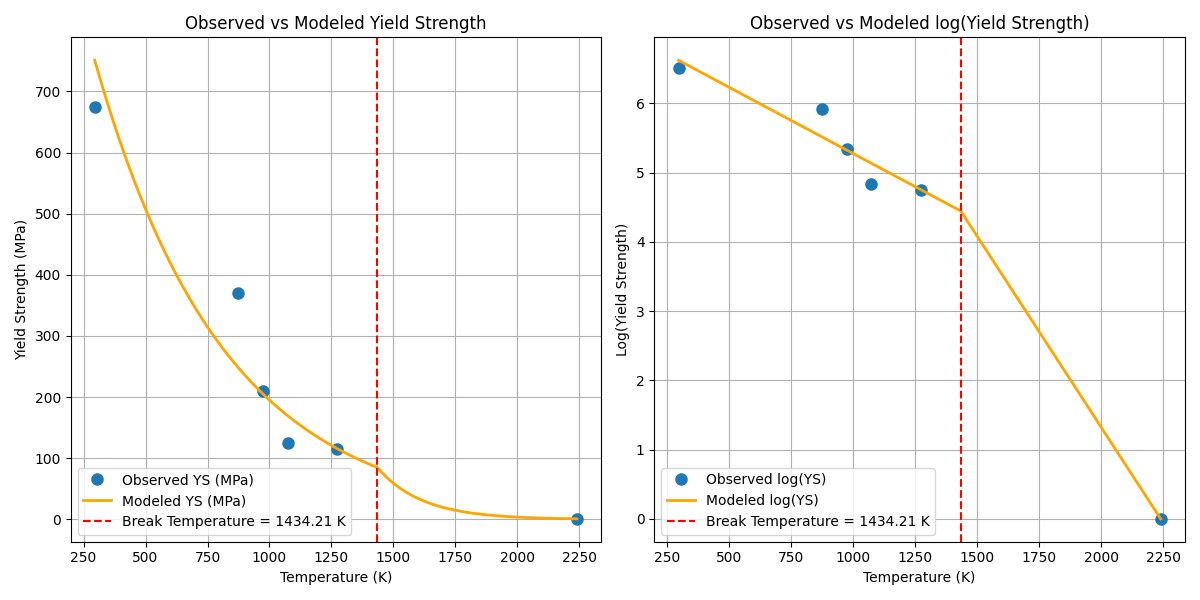 Observed vs Modeled Yield Strength
Yield Strength (MPa)
700
600
500
400
300
200
100
0
Observed YS (MPa)
Modeled YS (MPa)
Break Temperature = 1434.21 K
250 500 750 1000 1250 1500 1750 2000 2250
Temperature (K)
Observed vs Modeled log(Yield Strength)
Log(Yield Strength)
6
5
4
3
2
1
0
Observed log(YS)
Modeled log(YS)
Break Temperature = 1434.21 K
250 500 750 1000 1250 1500 1750 2000 2250
Temperature (K)